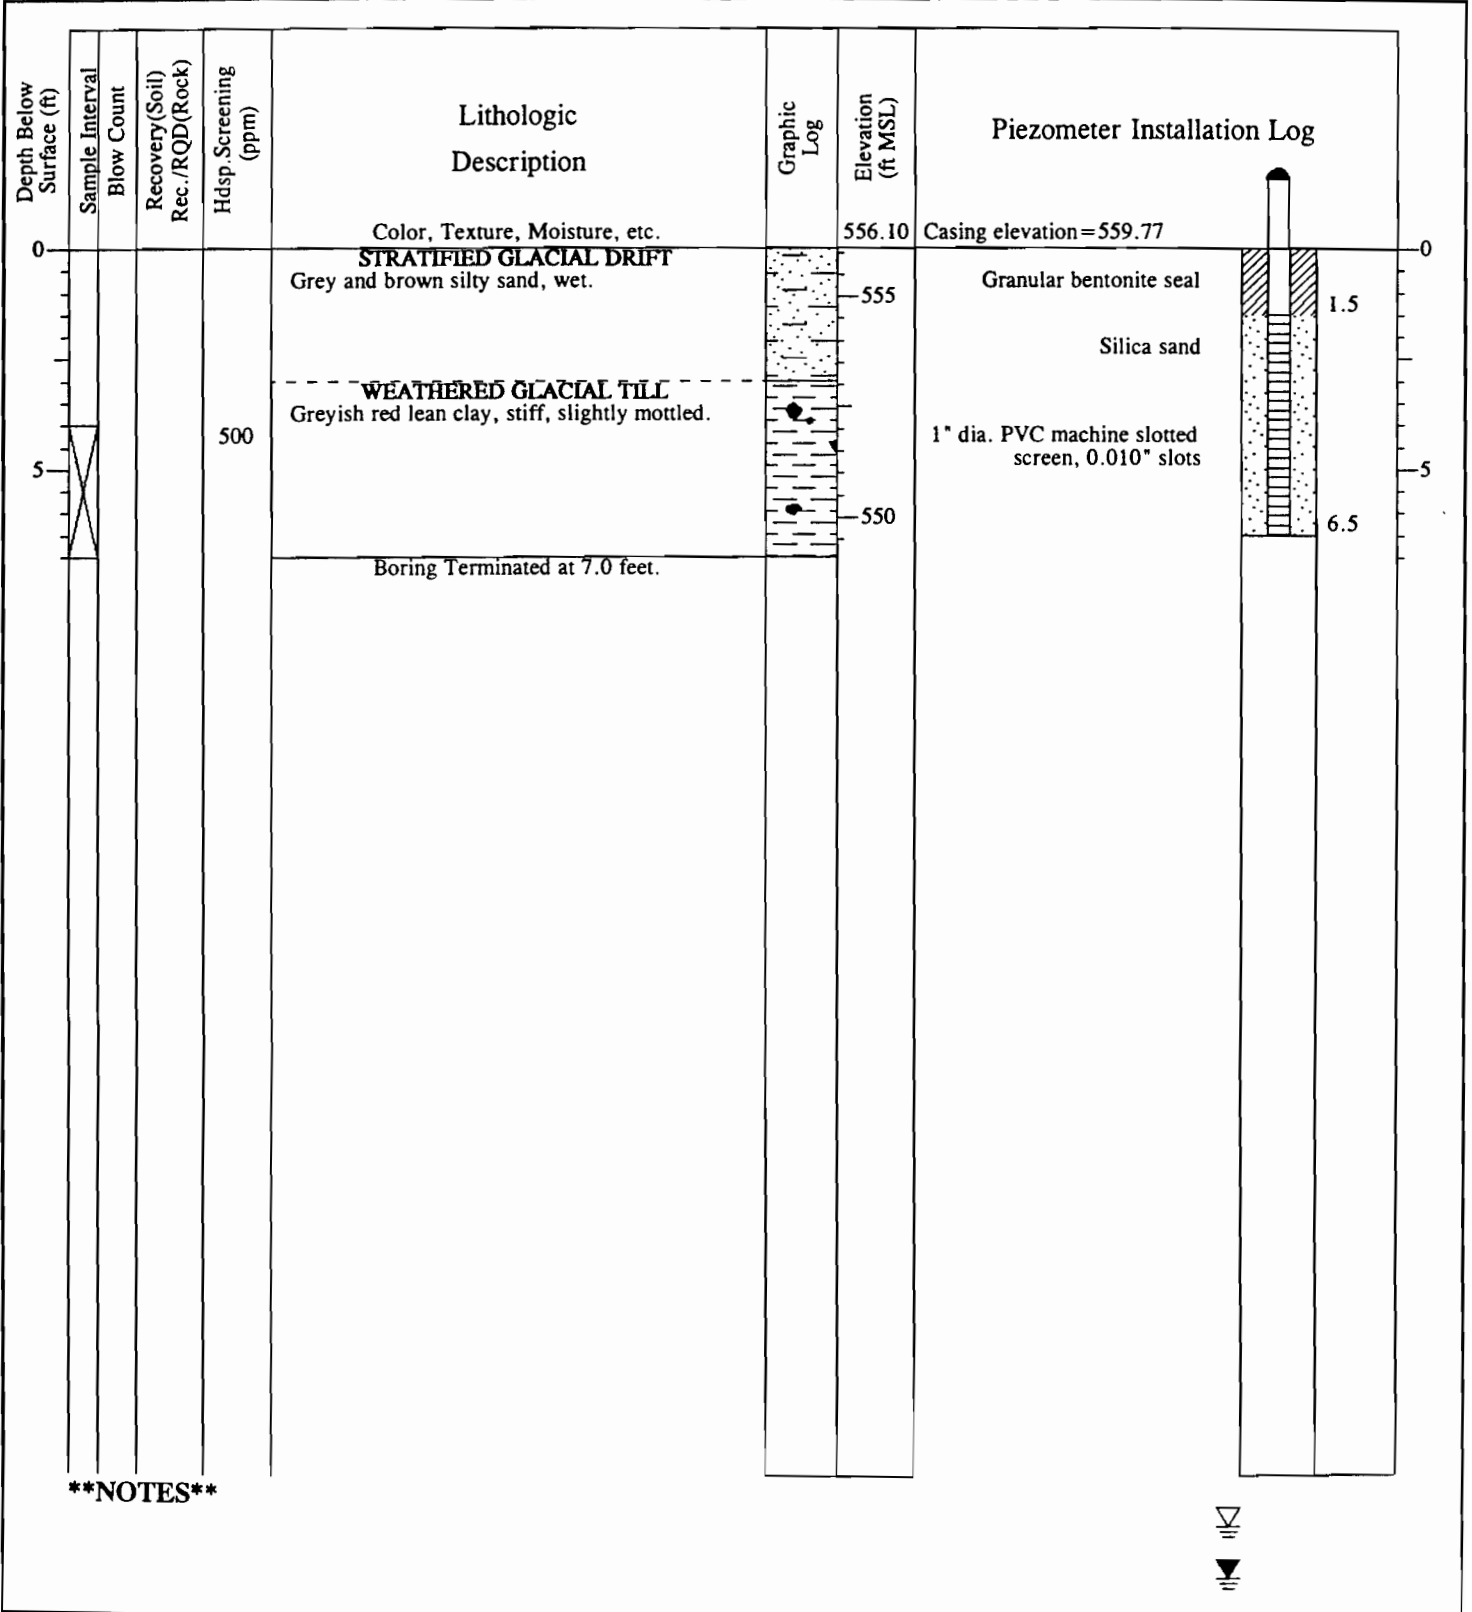 Depth Below
Surface (ft)
Sample Interval
Blow Count
Recovery(Soil)
Rec./RQD(Rock)
Hdsp.Screening
(ppm)
Lithologic
Description
Graphic
Log
Elevation
(ft MSL)
Piezometer Installation Log
Color, Texture, Moisture, etc.
556.10
Casing elevation=559.77
0
0
STRATIFIED GLACIAL DRIFT
Grey and brown silty sand, wet.
Granular bentonite seal
555
1.5
Silica sand
WEATHERED GLACIAL TILL
Greyish red lean clay, stiff, slightly mottled.
500
1" dia. PVC machine slotted
screen, 0.010" slots
5
5
550
6.5
Boring Terminated at 7.0 feet.
**NOTES**